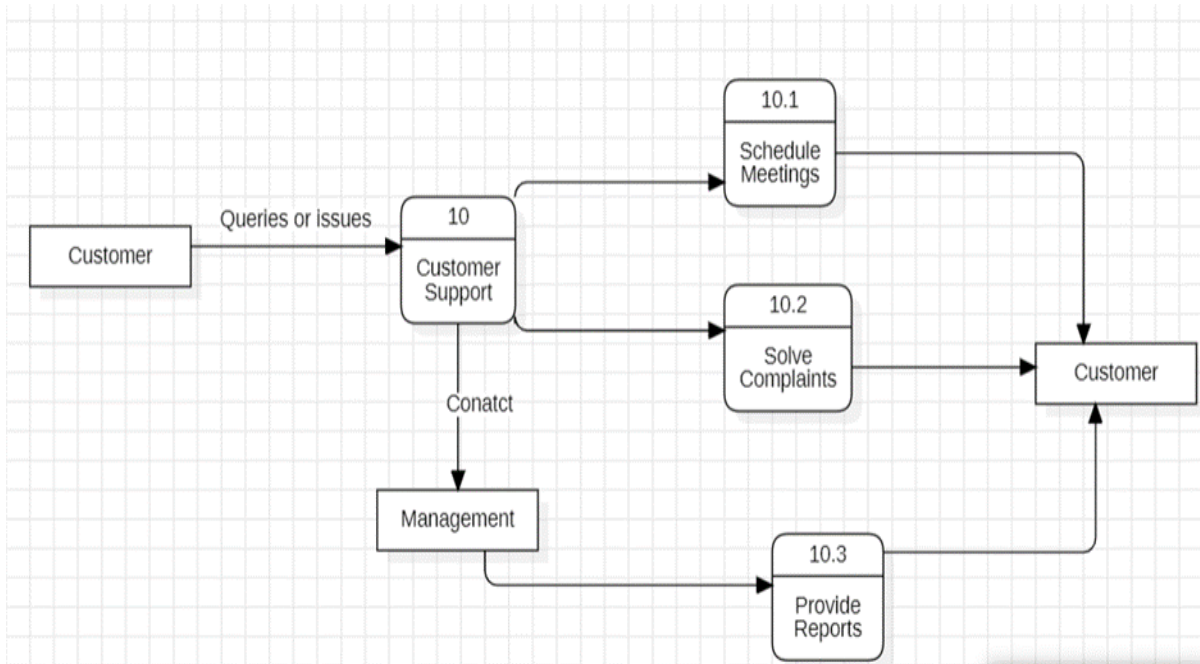 10.1
Schedule
Meetings
Queries or issues
10
Customer
Customer
Support
10.2
Solve
Complaints
Customer
Conatct
Management
10.3
Provide
Reports